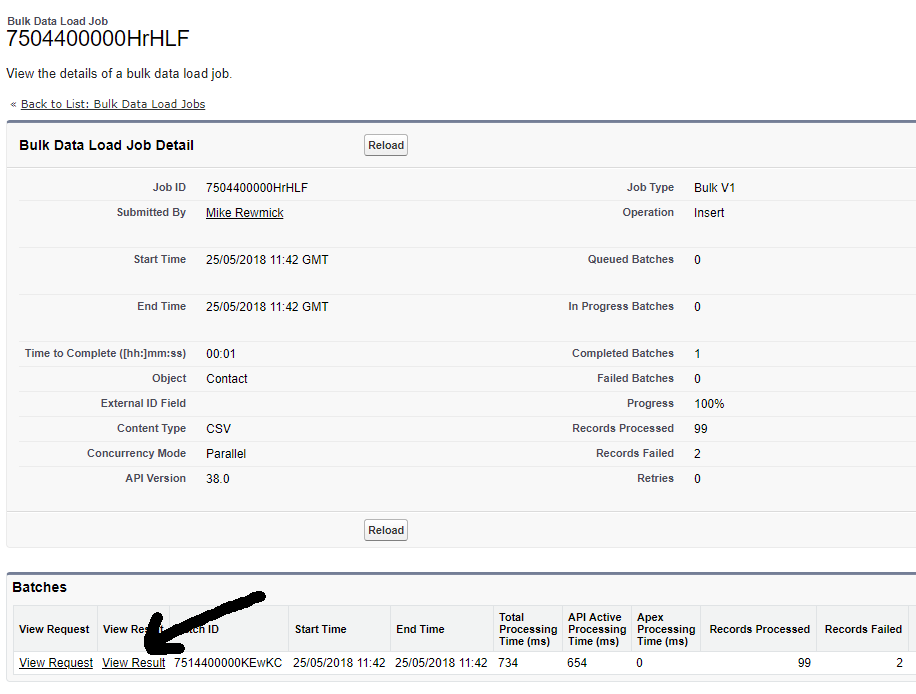 Bulk Data Load Job
7504400000HrHLF
View the details of a bulk data load job.
« Back to List: Bulk Data Load Jobs
Bulk Data Load Job Detail Reload
Job ID 7504400000HrHLF Job Type Bulk V1
Submitted By Mike Rewmick Operation Insert
Start Time 25/05/2018 11:42 GMT Queued Batches 0
End Time 25/05/2018 11:42 GMT In Progress Batches 0
Time to Complete ([hh:]mm:ss) 00:01 Completed Batches 1
Object Contact Failed Batches 0
External ID Field Progress 100%
Content Type CSV Records Processed 99
Concurrency Mode Parallel Records Failed 2
API Version 38.0 Retries 0
Reload
Batches
View Request View ID Start Time End Time Total Processing Time (ms) API Active Processing Time (ms) Apex Processing Time (ms) Records Processed Records Failed
View Request View Result 7514400000KEwKC 25/05/2018 11:42 25/05/2018 11:42 734 654 0 99 2